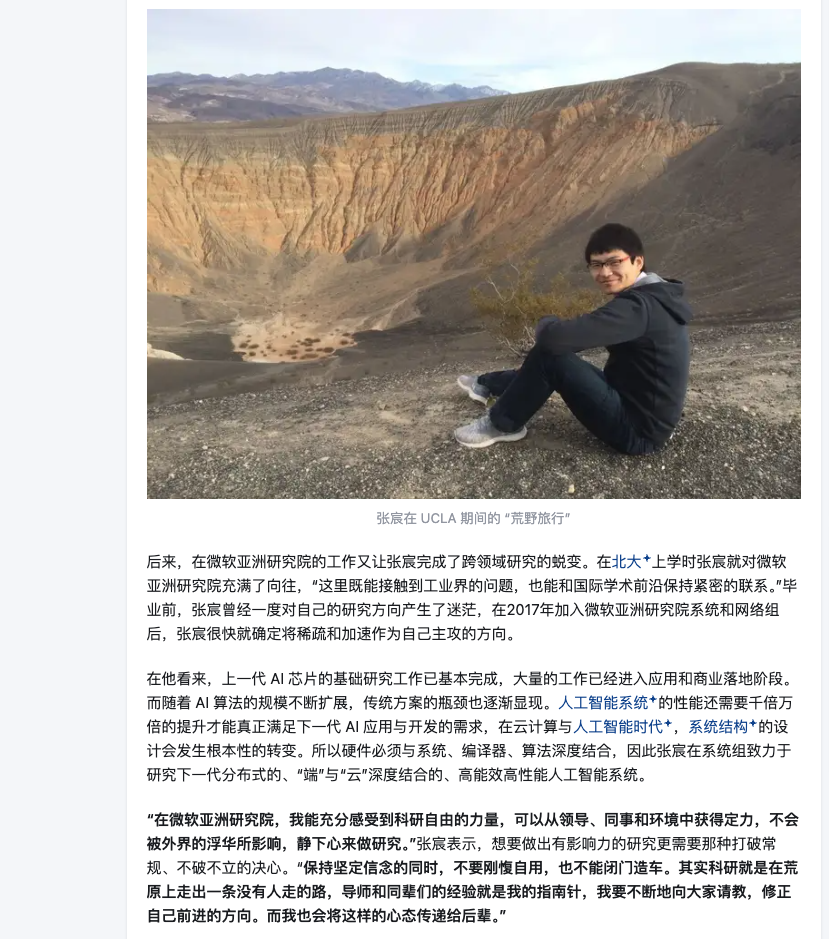 张宸在 UCLA 期间的 “荒野旅行”
后来，在微软亚洲研究院的工作又让张宸完成了跨领域研究的蜕变。在北大上学时张宸就对微软
亚洲研究院充满了向往，“这里既能接触到工业界的问题，也能和国际学术前沿保持紧密的联系。”毕
业前，张宸曾经一度对自己的研究方向产生了迷茫，在2017年加入微软亚洲研究院系统和网络组
后，张宸很快就确定将稀疏和加速作为自己主攻的方向。
在他看来，上一代 AI 芯片的基础研究工作已基本完成，大量的工作已经进入应用和商业落地阶段。
而随着 AI 算法的规模不断扩展，传统方案的瓶颈也逐渐显现。人工智能系统的性能还需要千倍万
倍的提升才能真正满足下一代 AI 应用与开发的需求，在云计算与人工智能时代，系统结构的设
计会发生根本性的转变。所以硬件必须与系统、编译器、算法深度结合，因此张宸在系统组致力于
研究下一代分布式的、“端”与“云”深度结合的、高能效高性能人工智能系统。
“在微软亚洲研究院，我能充分感受到科研自由的力量，可以从领导、同事和环境中获得定力，不会
被外界的浮华所影响，静下心来做研究。”张宸表示，想要做出有影响力的研究更需要那种打破常
规、不破不立的决心。“保持坚定信念的同时，不要刚愎自用，也不能闭门造车。其实科研就是在荒
原上走出一条没有人走的路，导师和同辈们的经验就是我的指南针，我要不断地向大家请教，修正
自己前进的方向。而我也会将这样的心态传递给后辈。”